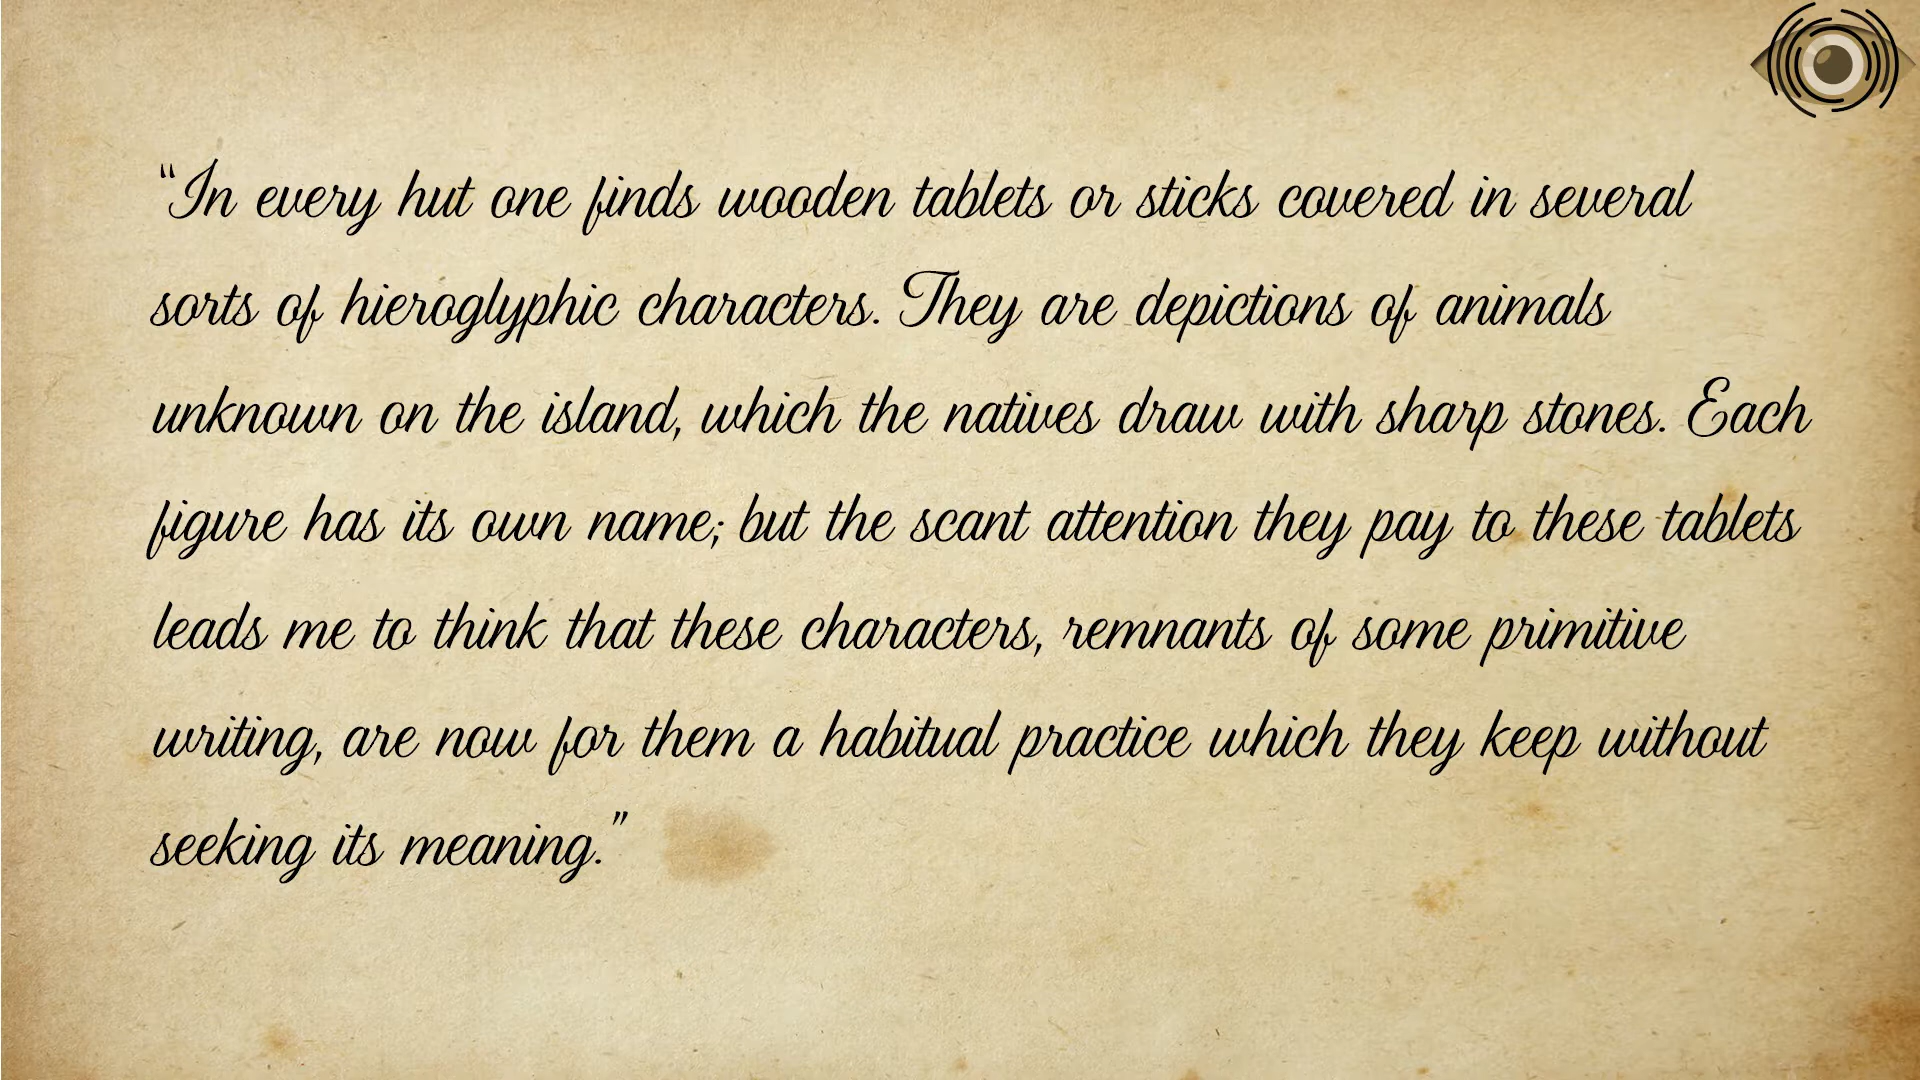 “In every hut one finds wooden tablets or sticks covered in several
sorts of hieroglyphic characters. They are depictions of animals
unknown on the island, which the natives draw with sharp stones. Each
figure has its own name; but the scant attention they pay to these tablets
leads me to think that these characters, remnants of some primitive
writing, are now for them a habitual practice which they keep without
seeking its meaning.”